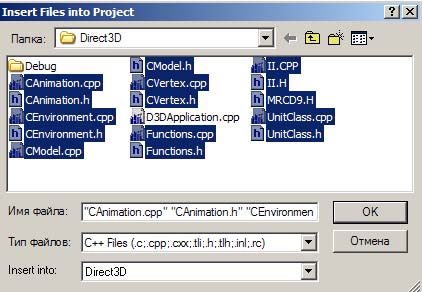 Insert Files into Project
Папка: Direct3D
Debug
CAnimation.cpp
CAnimation.h
CEnvironment.cpp
CEnvironment.h
CModel.cpp
CModel.h
CVertex.cpp
CVertex.h
D3DApplication.cpp
Functions.cpp
Functions.h
II.CPP
II.H
MRCD9.H
UnitClass.cpp
UnitClass.h
Имя файла: "CAnimation.cpp" "CAnimation.h" "CEnvironmen
OK
Тип файлов: C++ Files (.c;.cpp;.cxx;.tli;.h;.tlh;.inl;.rc)
Отмена
Insert into: Direct3D